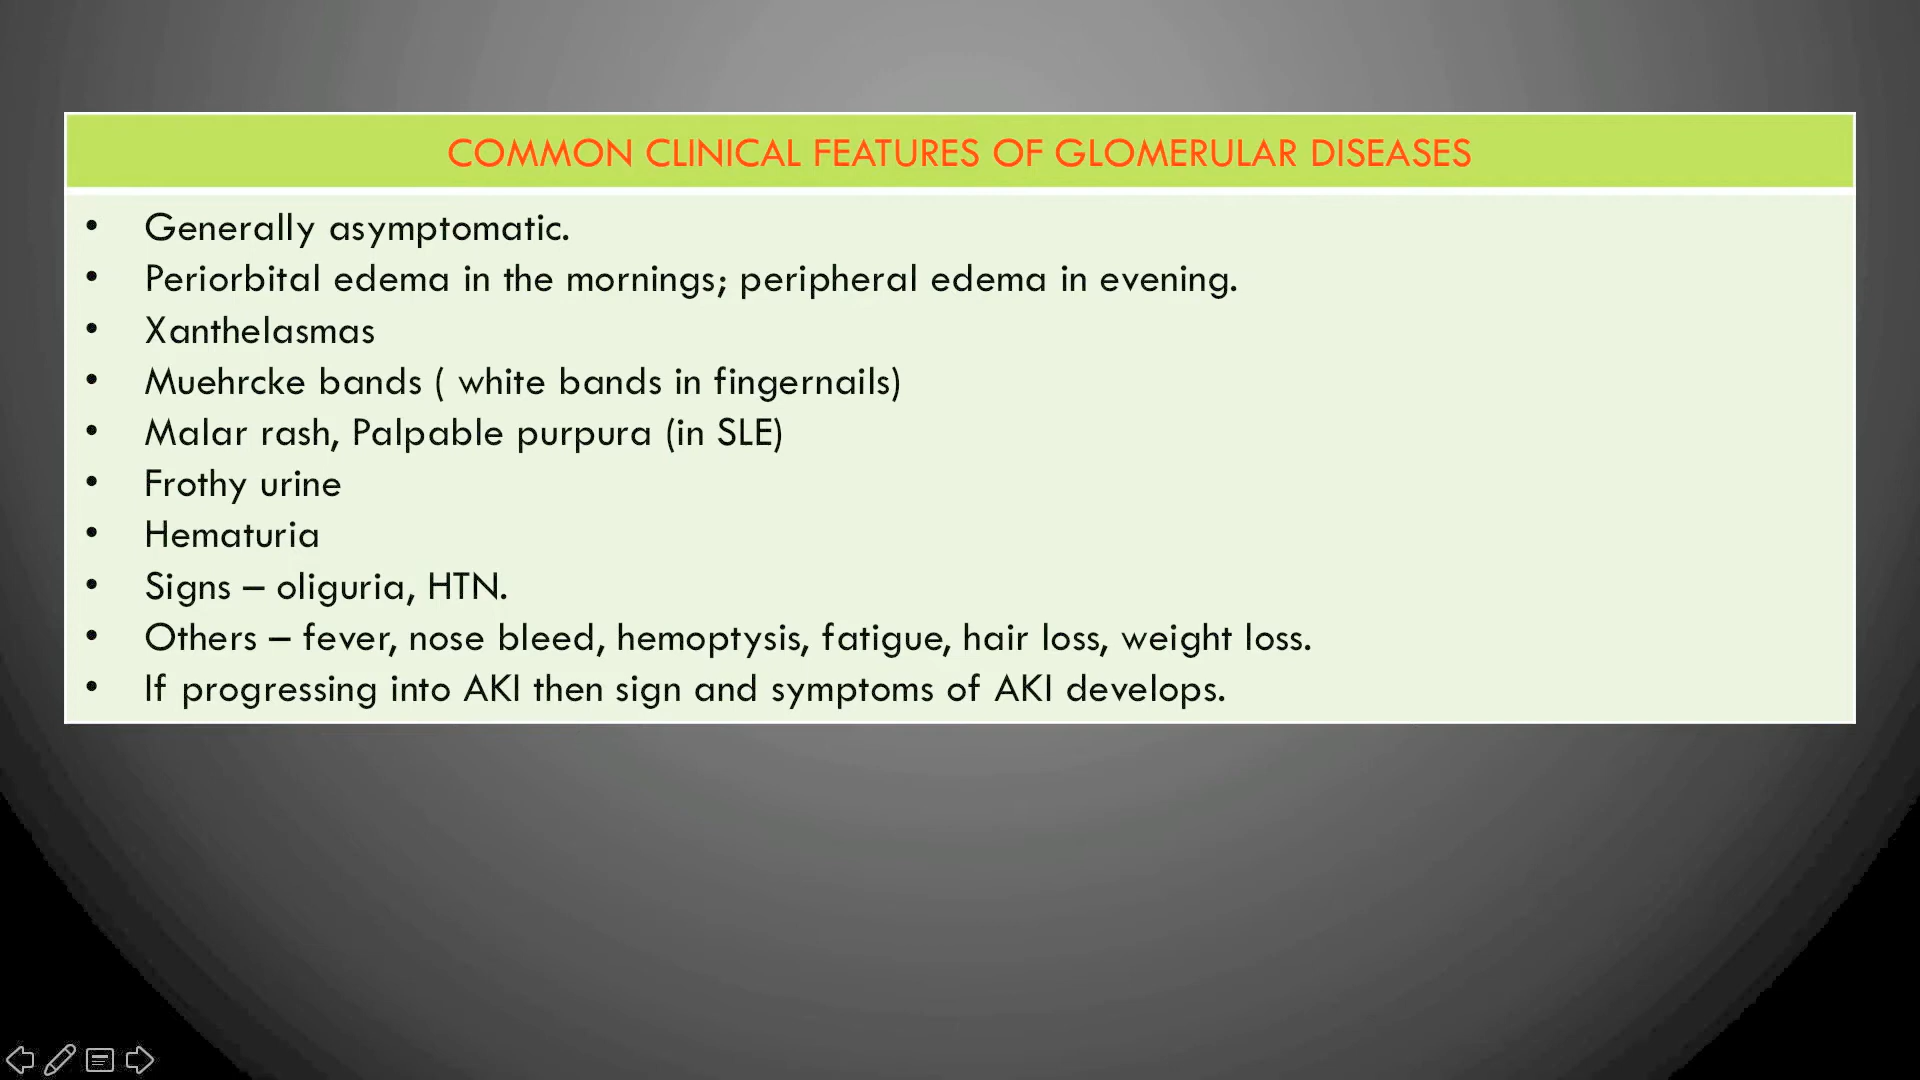 COMMON CLINICAL FEATURES OF GLOMERULAR DISEASES
• Generally asymptomatic.
• Periorbital edema in the mornings; peripheral edema in evening.
• Xanthelasmas
• Muehrcke bands ( white bands in fingernails)
• Malar rash, Palpable purpura (in SLE)
• Frothy urine
• Hematuria
• Signs – oliguria, HTN.
• Others – fever, nose bleed, hemoptysis, fatigue, hair loss, weight loss.
• If progressing into AKI then sign and symptoms of AKI develops.